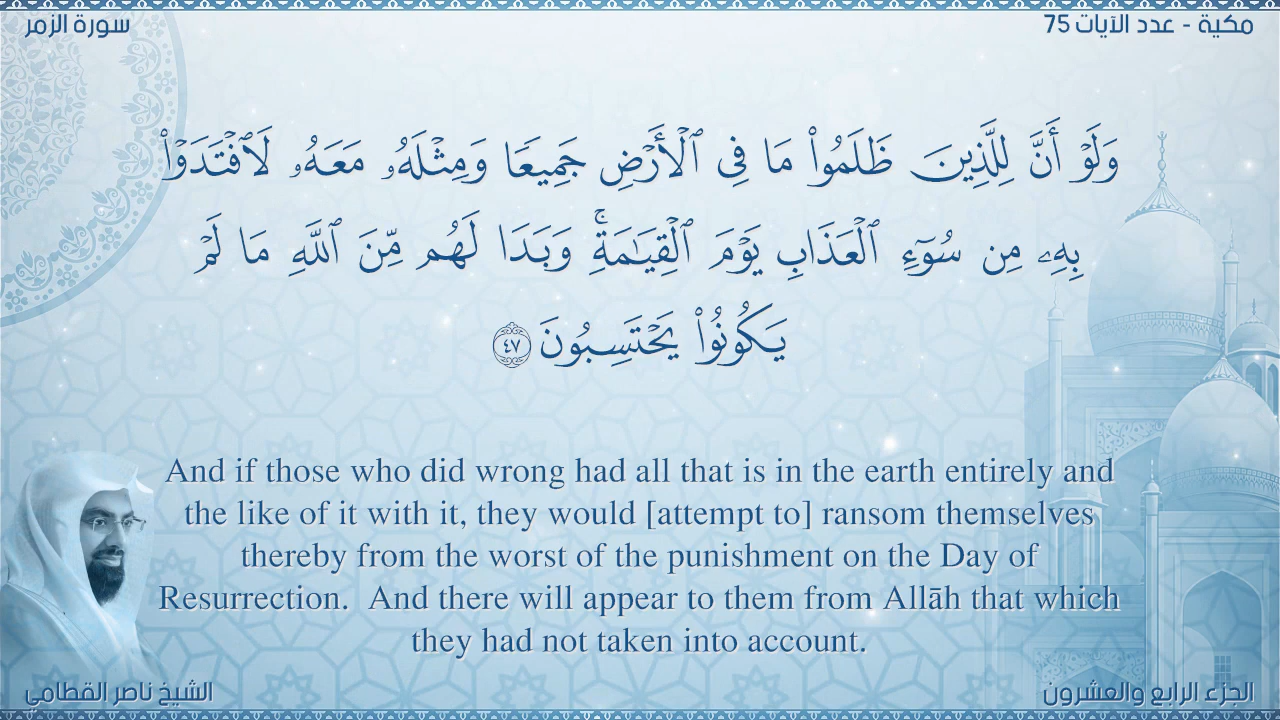 سورة الزمر
مكية - عدد الآيات 75
وَلَوْ أَنَّ لِلَّذِينَ ظَلَمُوا۟ مَا فِى ٱلْأَرْضِ جَمِيعًا وَمِثْلَهُۥ مَعَهُۥ لَٱفْتَدَوْا۟
بِهِۦ مِن سُوٓءِ ٱلْعَذَابِ يَوْمَ ٱلْقِيَـٰمَةِ ۚ وَبَدَا لَهُم مِّنَ ٱللَّهِ مَا لَمْ
يَكُونُوا۟ يَحْتَسِبُونَ ٤٧
And if those who did wrong had all that is in the earth entirely and
the like of it with it, they would [attempt to] ransom themselves
thereby from the worst of the punishment on the Day of
Resurrection. And there will appear to them from Allāh that which
they had not taken into account.
الشيخ ناصر القطامي
الجزء الرابع والعشرون